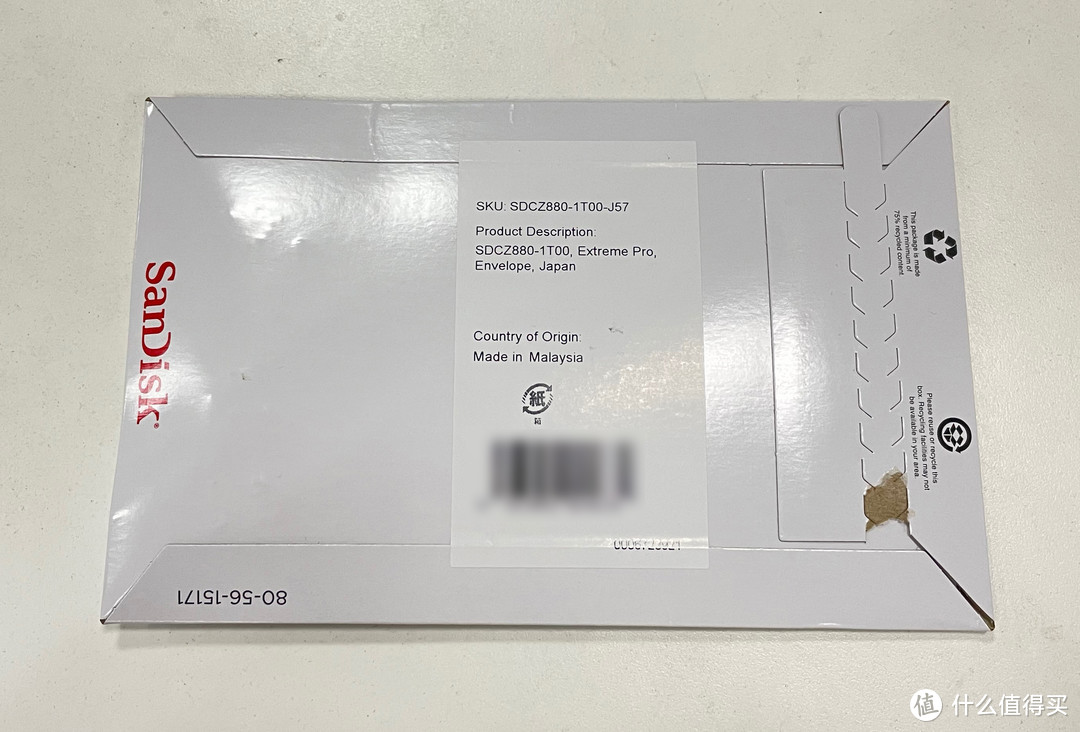 SanDisk®
SKU: SDCZ880-1T00-J57
Product Description:
SDCZ880-1T00, Extreme Pro,
Envelope, Japan
Country of Origin:
Made in Malaysia
紙
This package is made
from a minimum of
75% recycled content
Please reuse or recycle this
box. Recycling facilities may not
be available in your area.
80-56-15171
值 什么值得买